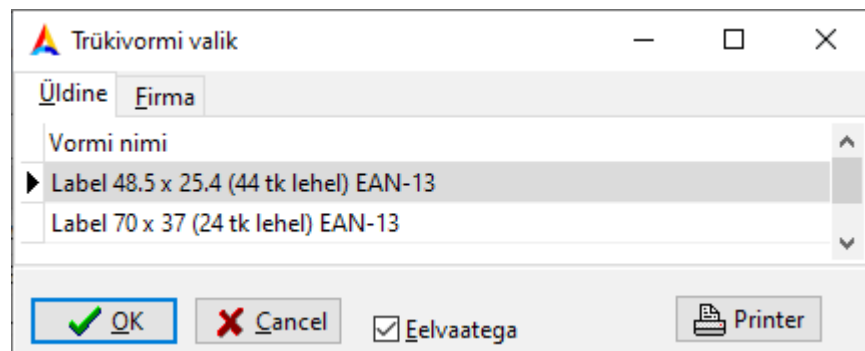 Trükivormi valik
Üldine Firma
Vormi nimi
Label 48.5 x 25.4 (44 tk lehel) EAN-13
Label 70 x 37 (24 tk lehel) EAN-13
OK Cancel Eelvaatega Printer